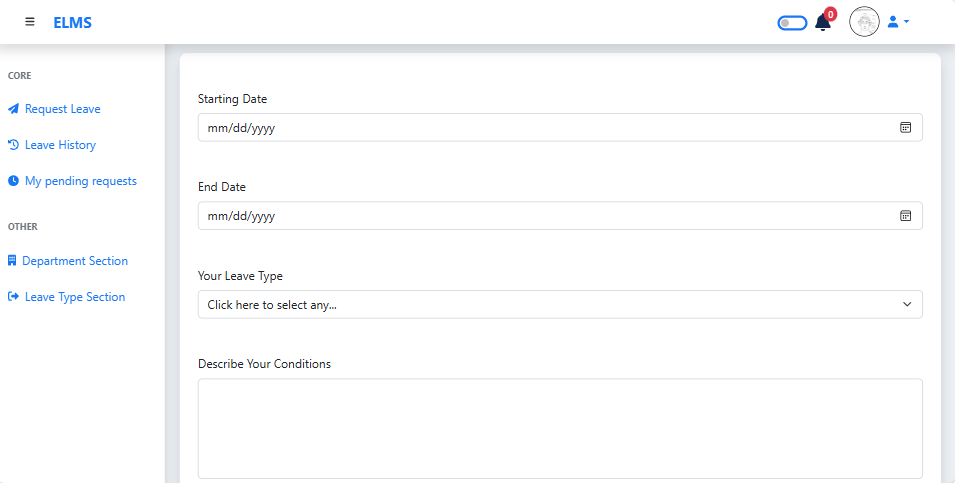 ELMS
0
CORE
Request Leave
Leave History
My pending requests
OTHER
Department Section
Leave Type Section
Starting Date
mm/dd/yyyy
End Date
mm/dd/yyyy
Your Leave Type
Click here to select any...
Describe Your Conditions